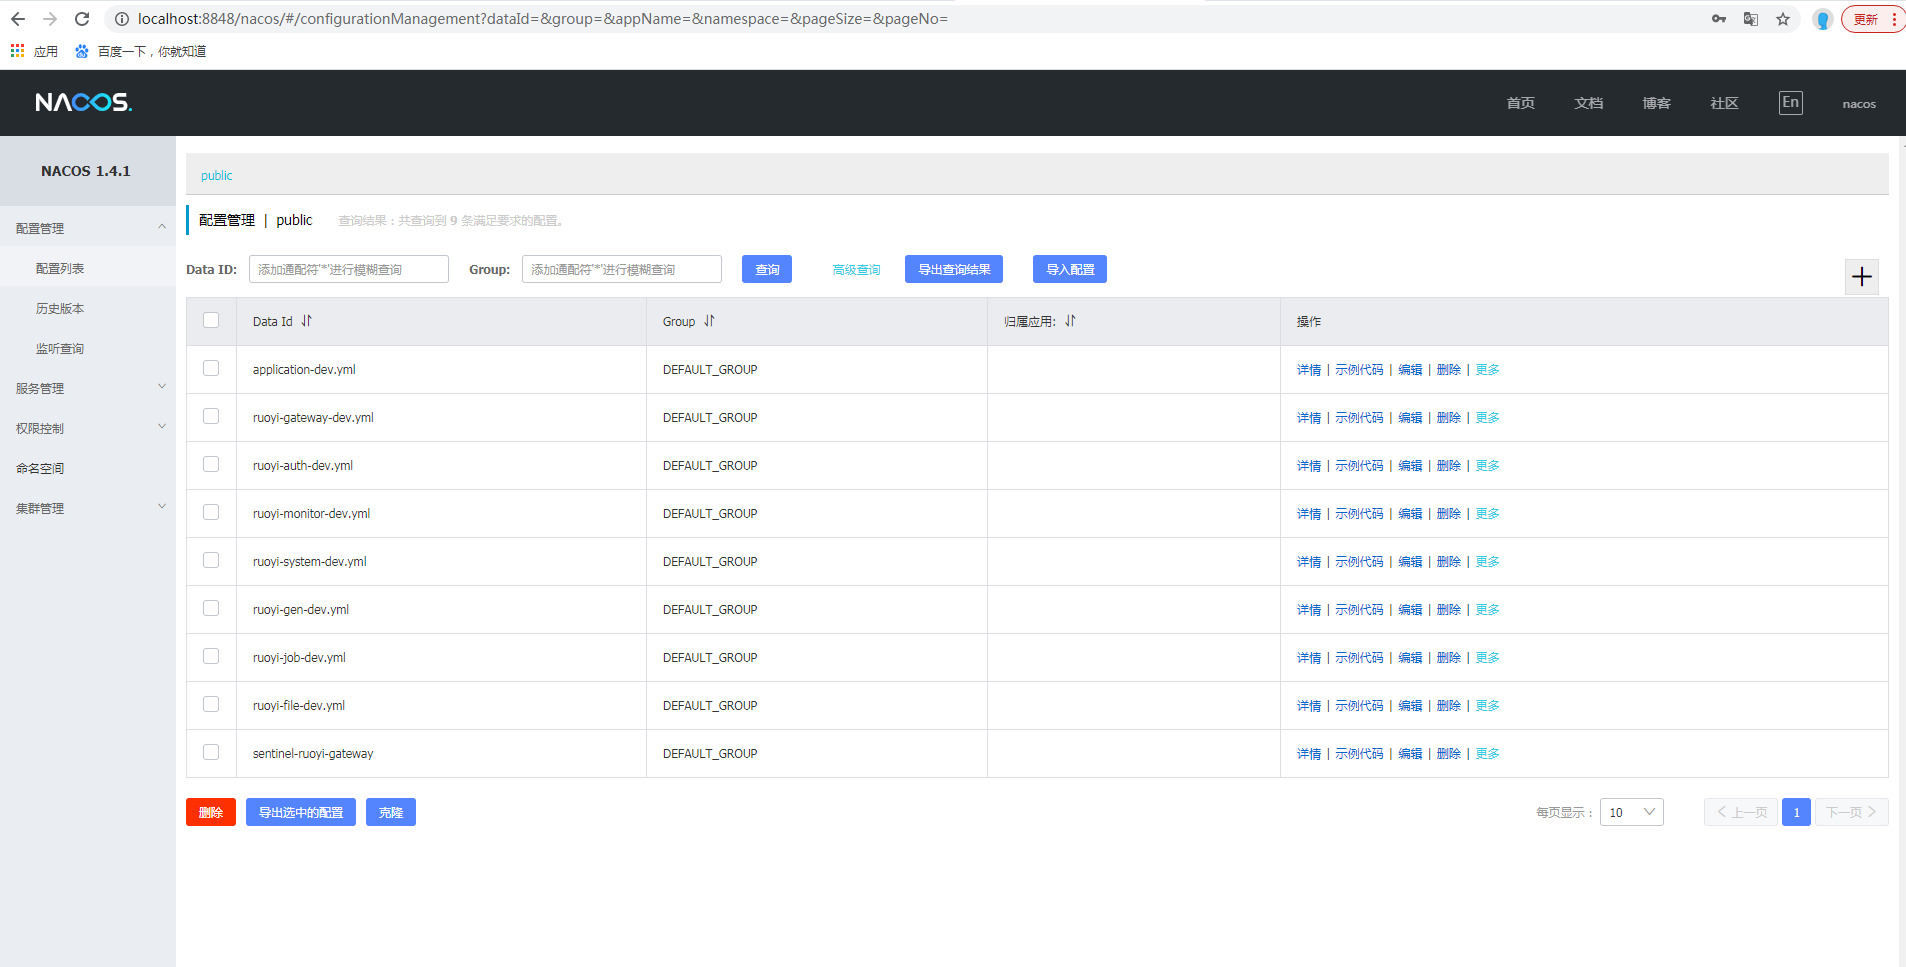 localhost:8848/nacos/#/configurationManagement?dataId=&group=&appName=&namespace=&pageSize=&pageNo=
更新
应用 百度一下，你就知道
NACOS.
首页 文档 博客 社区 En nacos
NACOS 1.4.1
配置管理
配置列表
历史版本
监听查询
服务管理
权限控制
命名空间
集群管理
public
配置管理 | public 查询结果：共查询到 9 条满足要求的配置。
Data ID: 添加通配符'*'进行模糊查询 Group: 添加通配符'*'进行模糊查询 查询 高级查询 导出查询结果 导入配置
Data Id Group 归属应用: 操作
application-dev.yml DEFAULT_GROUP 详情 | 示例代码 | 编辑 | 删除 | 更多
ruoyi-gateway-dev.yml DEFAULT_GROUP 详情 | 示例代码 | 编辑 | 删除 | 更多
ruoyi-auth-dev.yml DEFAULT_GROUP 详情 | 示例代码 | 编辑 | 删除 | 更多
ruoyi-monitor-dev.yml DEFAULT_GROUP 详情 | 示例代码 | 编辑 | 删除 | 更多
ruoyi-system-dev.yml DEFAULT_GROUP 详情 | 示例代码 | 编辑 | 删除 | 更多
ruoyi-gen-dev.yml DEFAULT_GROUP 详情 | 示例代码 | 编辑 | 删除 | 更多
ruoyi-job-dev.yml DEFAULT_GROUP 详情 | 示例代码 | 编辑 | 删除 | 更多
ruoyi-file-dev.yml DEFAULT_GROUP 详情 | 示例代码 | 编辑 | 删除 | 更多
sentinel-ruoyi-gateway DEFAULT_GROUP 详情 | 示例代码 | 编辑 | 删除 | 更多
删除 导出选中的配置 克隆 每页显示： 10 上一页 1 下一页